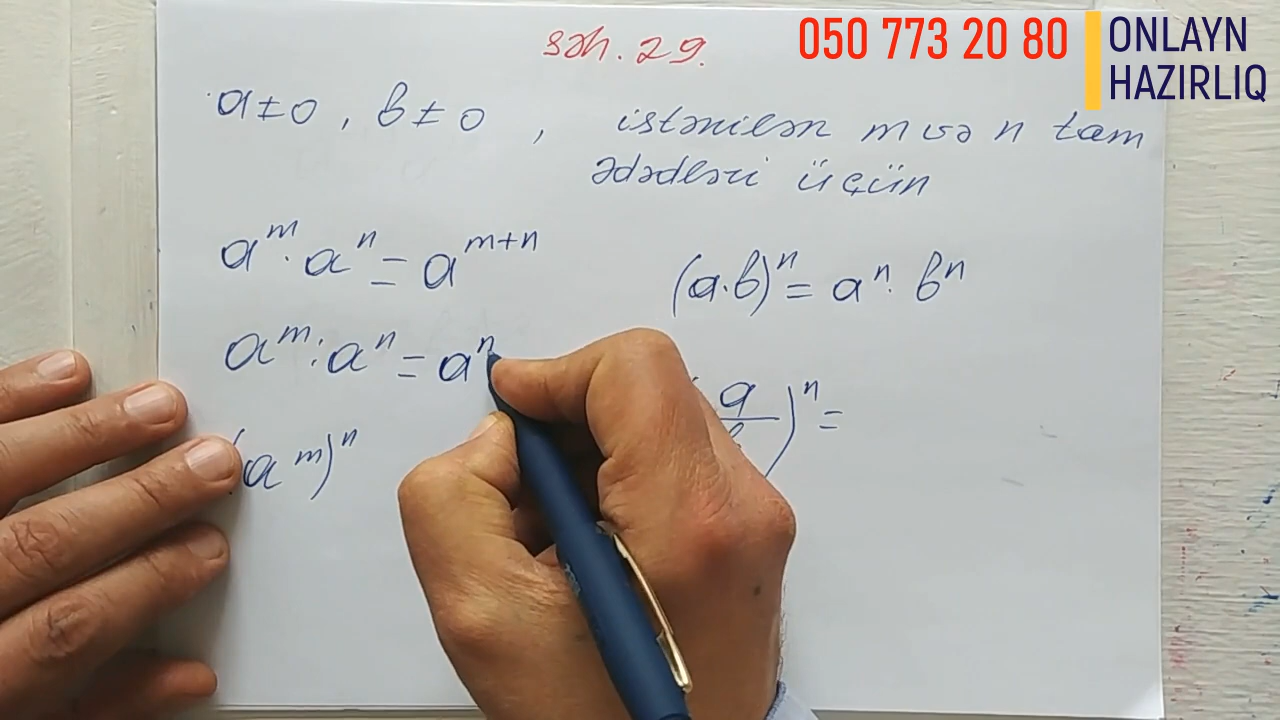 səh. 29.
050 773 20 80
ONLAYN
HAZIRLIQ
a≠0, b≠0, istənilən m və n tam
ədədləri üçün
a^m · a^n = a^{m+n}
(a·b)^n = a^n · b^n
a^m : a^n = a^n
(a/b)^n =
(a^m)^n